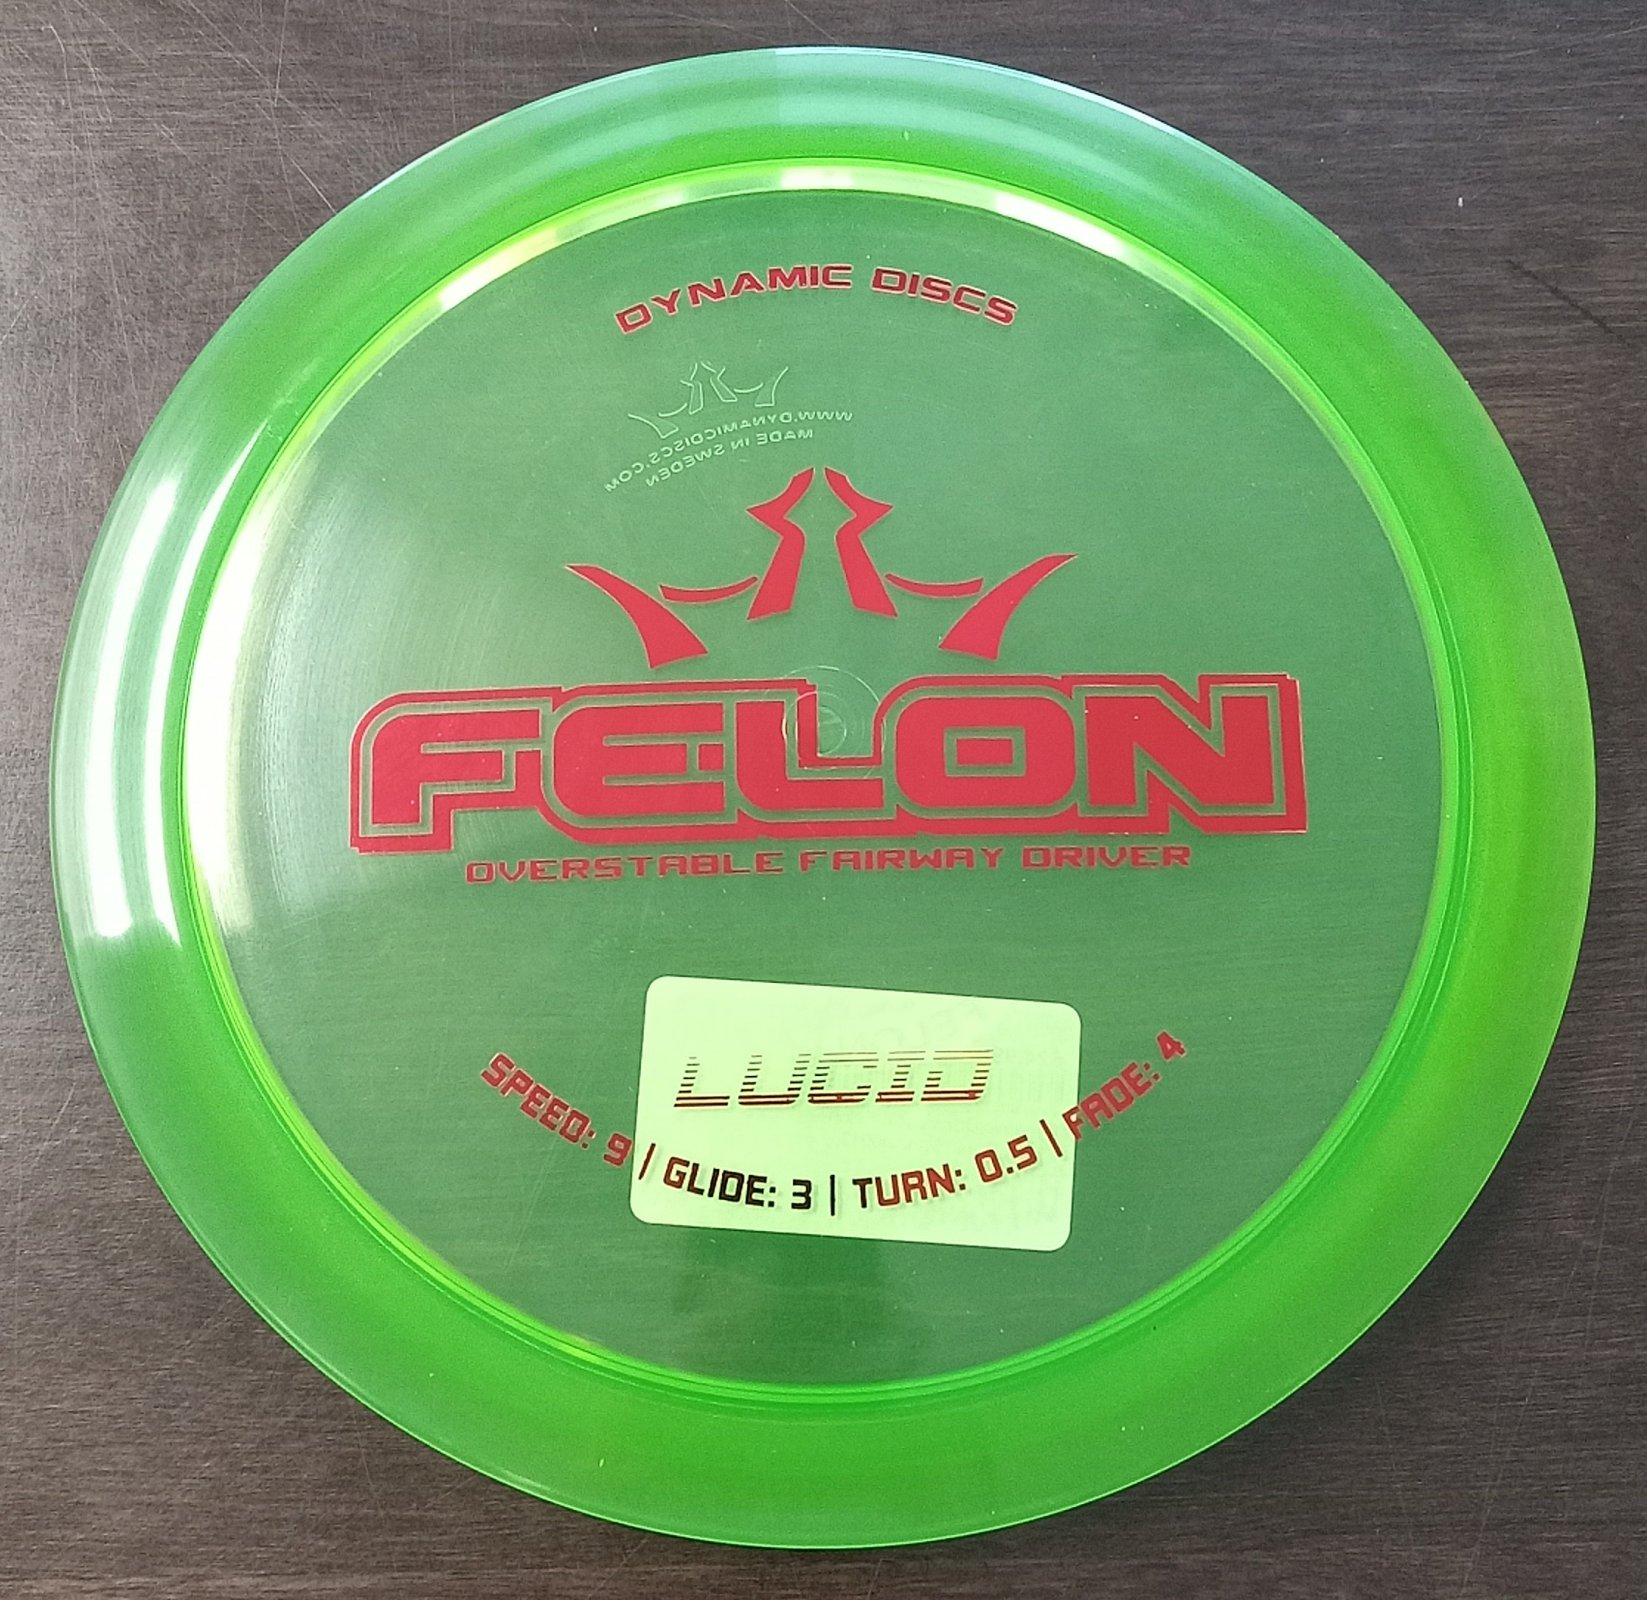 DYNAMIC DISCS
WWW.DYNAMICDISCS.COM
MADE IN SWEDEN
FELON
OVERSTABLE FAIRWAY DRIVER
LUCID
SPEED: 9 | GLIDE: 3 | TURN: 0.5 | FADE: 4